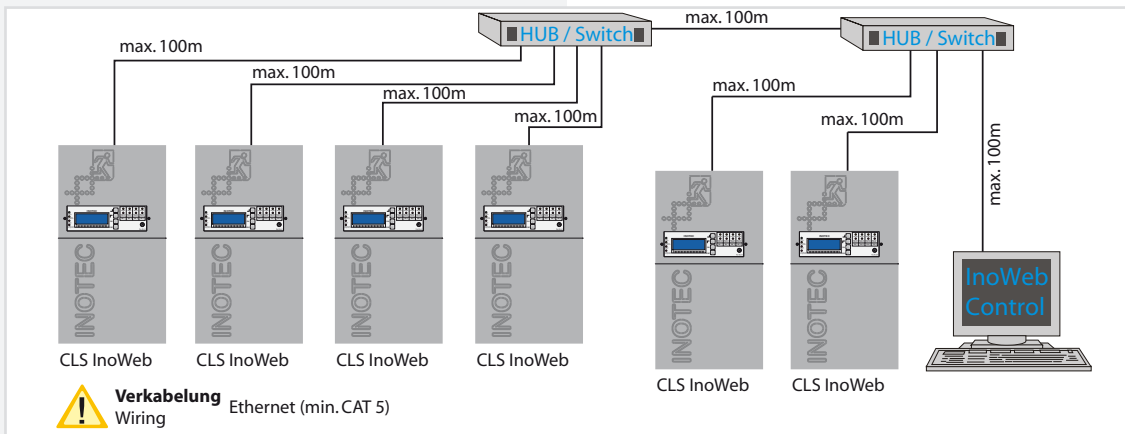 HUB / Switch
max. 100m
HUB / Switch
max. 100m
max. 100m
max. 100m
max. 100m
max. 100m
max. 100m
max. 100m
INOTEC
INOTEC
INOTEC
INOTEC
INOTEC
INOTEC
InoWeb
Control
CLS InoWeb
CLS InoWeb
CLS InoWeb
CLS InoWeb
CLS InoWeb
CLS InoWeb
Verkabelung
Wiring
Ethernet (min. CAT 5)